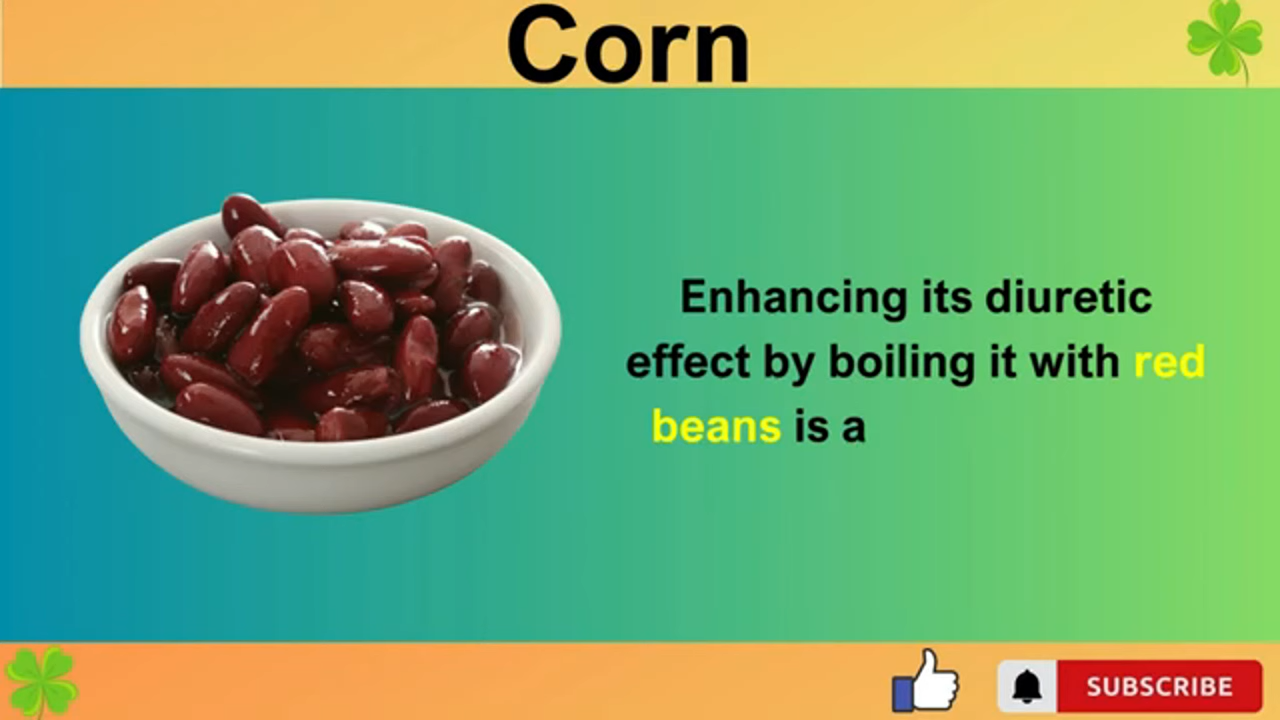 Corn
Enhancing its diuretic
effect by boiling it with red
beans is a
SUBSCRIBE